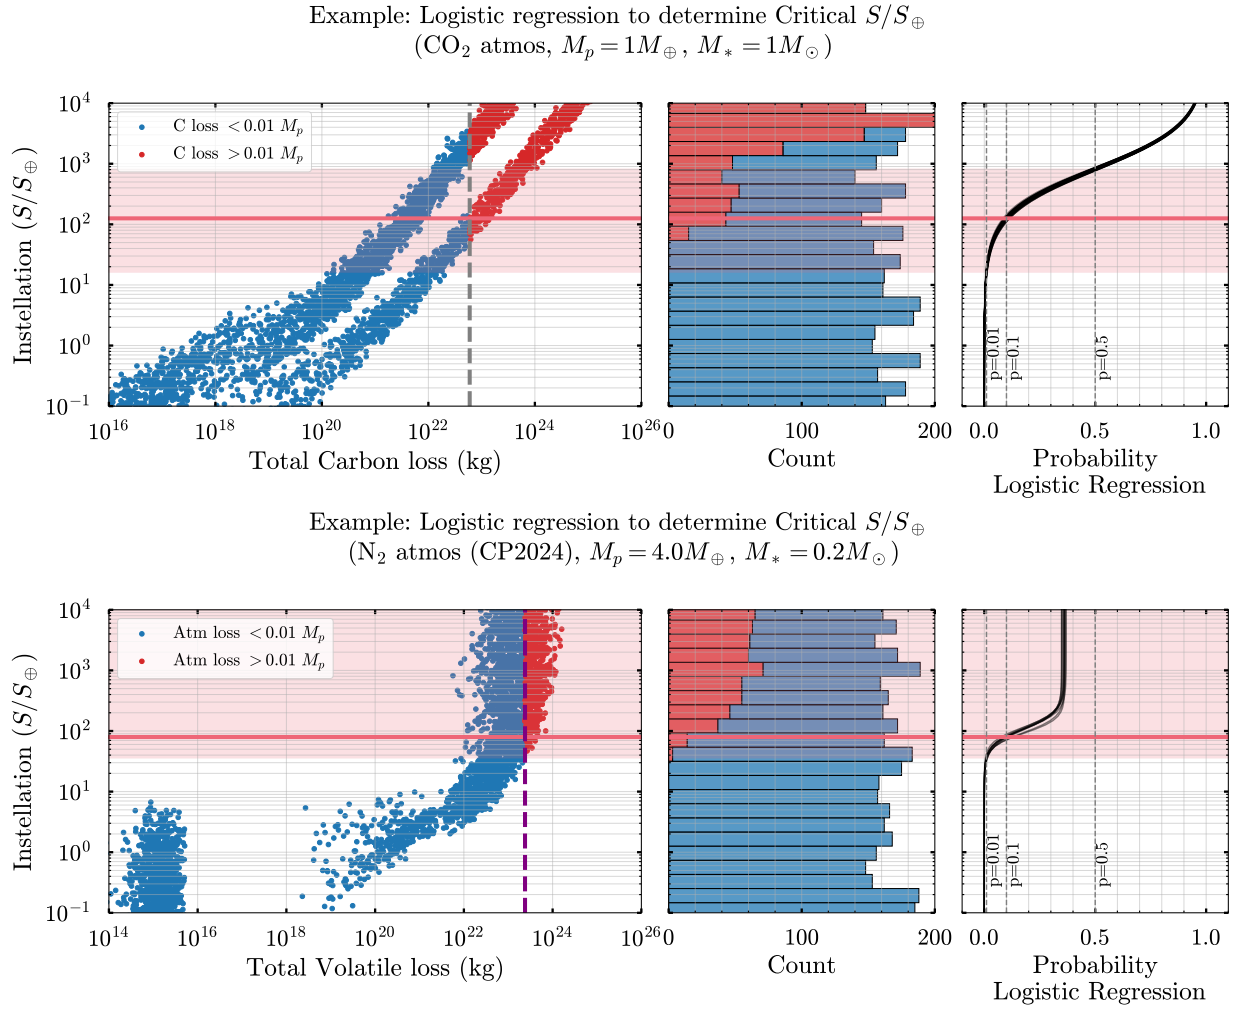 Example: Logistic regression to determine Critical S/S⊕
(CO₂ atmos, Mₚ = 1M⊕, M∗ = 1M⊙)
C loss < 0.01 Mₚ
C loss > 0.01 Mₚ
Instellation (S/S⊕)
10⁴
10³
10²
10¹
10⁰
10⁻¹
10¹⁶ 10¹⁸ 10²⁰ 10²² 10²⁴ 10²⁶
Total Carbon loss (kg)
0 100 200
Count
p=0.01
p=0.1
p=0.5
0.0 0.5 1.0
Probability
Logistic Regression
Example: Logistic regression to determine Critical S/S⊕
(N₂ atmos (CP2024), Mₚ = 4.0M⊕, M∗ = 0.2M⊙)
Atm loss < 0.01 Mₚ
Atm loss > 0.01 Mₚ
Instellation (S/S⊕)
10⁴
10³
10²
10¹
10⁰
10⁻¹
10¹⁴ 10¹⁶ 10¹⁸ 10²⁰ 10²² 10²⁴ 10²⁶
Total Volatile loss (kg)
0 100 200
Count
p=0.01
p=0.1
p=0.5
0.0 0.5 1.0
Probability
Logistic Regression